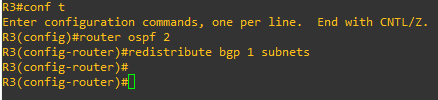 R3#conf t
Enter configuration commands, one per line.  End with CNTL/Z.
R3(config)#router ospf 2
R3(config-router)#redistribute bgp 1 subnets
R3(config-router)#
R3(config-router)#